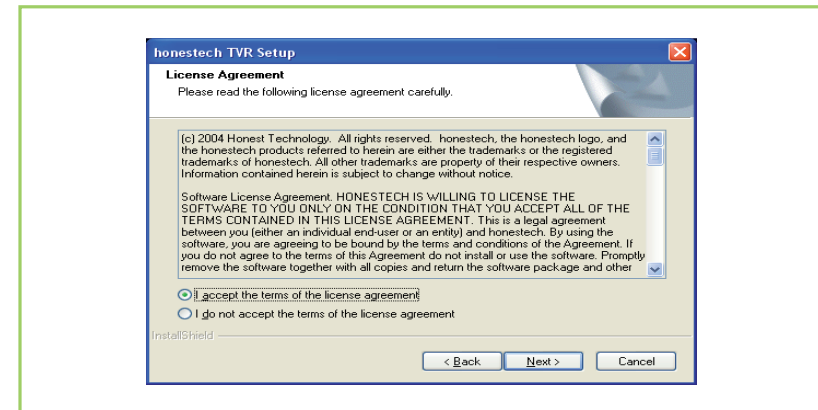 honestech TVR Setup
License Agreement
Please read the following license agreement carefully.
(c) 2004 Honest Technology. All rights reserved. honestech, the honestech logo, and
the honestech products referred to herein are either the trademarks or the registered
trademarks of honestech. All other trademarks are property of their respective owners.
Information contained herein is subject to change without notice.
Software License Agreement. HONESTECH IS WILLING TO LICENSE THE
SOFTWARE TO YOU ONLY ON THE CONDITION THAT YOU ACCEPT ALL OF THE
TERMS CONTAINED IN THIS LICENSE AGREEMENT. This is a legal agreement
between you (either an individual end-user or an entity) and honestech. By using the
software, you are agreeing to be bound by the terms and conditions of the Agreement. If
you do not agree to the terms of this Agreement do not install or use the software. Promptly
remove the software together with all copies and return the software package and other
I accept the terms of the license agreement
I do not accept the terms of the license agreement
InstallShield
< Back Next > Cancel